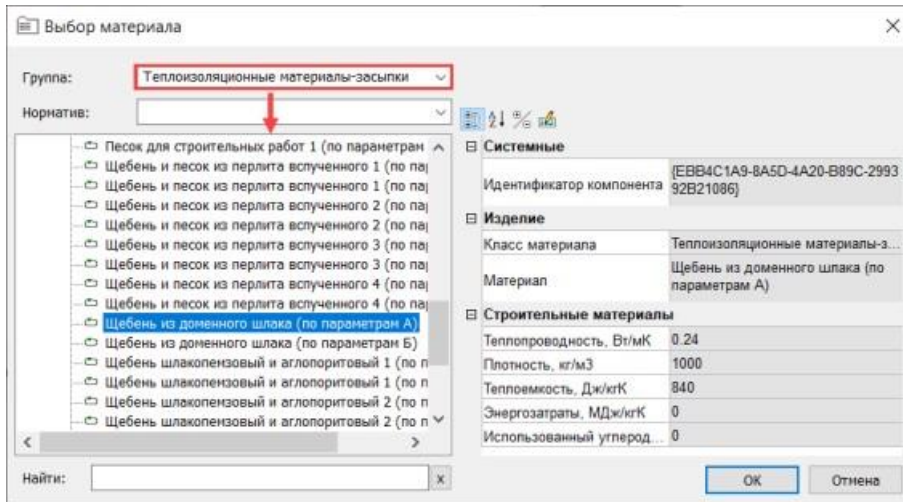 Выбор материала
Группа:
Теплоизоляционные материалы-засыпки
Норматив:
Песок для строительных работ 1 (по параметрам
Щебень и песок из перлита вспученного 1 (по па
Щебень и песок из перлита вспученного 1 (по па
Щебень и песок из перлита вспученного 2 (по па
Щебень и песок из перлита вспученного 2 (по па
Щебень и песок из перлита вспученного 3 (по па
Щебень и песок из перлита вспученного 3 (по па
Щебень и песок из перлита вспученного 4 (по па
Щебень и песок из перлита вспученного 4 (по па
Щебень из доменного шлака (по параметрам А)
Щебень из доменного шлака (по параметрам Б)
Щебень шлакопемзовый и аглопоритовый 1 (по п
Щебень шлакопемзовый и аглопоритовый 1 (по п
Щебень шлакопемзовый и аглопоритовый 2 (по п
Щебень шлакопемзовый и аглопоритовый 2 (по п
Системные
Идентификатор компонента {EBB4C1A9-8A5D-4A20-B89C-2993
92B21086}
Изделие
Класс материала Теплоизоляционные материалы-з...
Материал Щебень из доменного шлака (по
параметрам А)
Строительные материалы
Теплопроводность, Вт/мК 0.24
Плотность, кг/м3 1000
Теплоемкость, Дж/кгК 840
Энергозатраты, МДж/кгК 0
Использованный углерод... 0
Найти:
x
ОК
Отмена